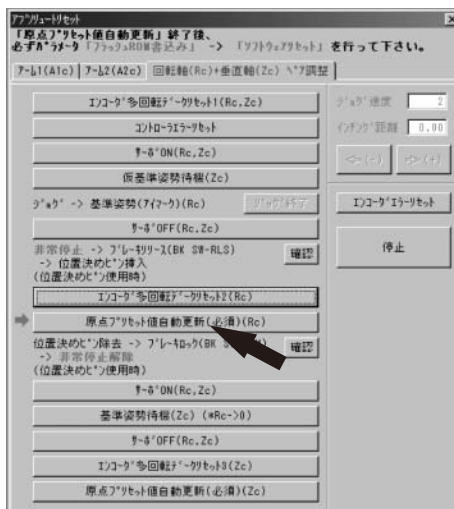 アブソリュートリセット
「原点プリセット値自動更新」終了後、
必ずパラメータ「フラッシュROM書込み」 -> 「ソフトウェアリセット」を行って下さい。
アーム1(A1c) アーム2(A2c) 回転軸(Rc)+垂直軸(Zc) ペア調整
エンコーダ多回転データリセット1(Rc,Zc)
コントローラエラーリセット
サーボON(Rc,Zc)
仮基準姿勢待機(Zc)
ジョグ -> 基準姿勢(アイマーク)(Rc) ジョグ終了
サーボOFF(Rc,Zc)
非常停止 -> ブレーキリリース(BK SW-RLS)
-> 位置決めピン挿入
(位置決めピン使用時)
確認
エンコーダ多回転データリセット2(Rc)
原点プリセット値自動更新(必須)(Rc)
位置決めピン除去 -> ブレーキロック(BK
-> 非常停止解除
(位置決めピン使用時)
確認
サーボON(Rc,Zc)
基準姿勢待機(Zc) (*Rc->0)
サーボOFF(Rc,Zc)
エンコーダ多回転データリセット3(Zc)
原点プリセット値自動更新(必須)(Zc)
ジョグ速度 2
インチング距離 0.00
<=(-) =>(+)
エンコーダエラーリセット
停止